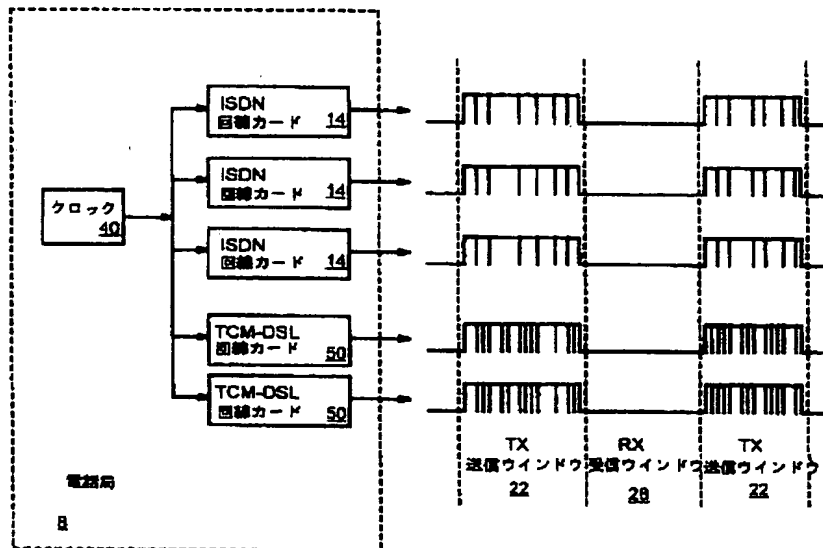 ISDN
回線カード 14
ISDN
回線カード 14
クロック
40
ISDN
回線カード 14
TCM-DSL
回線カード 50
TCM-DSL
回線カード 50
TX
送信ウインドウ
22
RX
受信ウインドウ
28
TX
送信ウインドウ
22
電話局
8